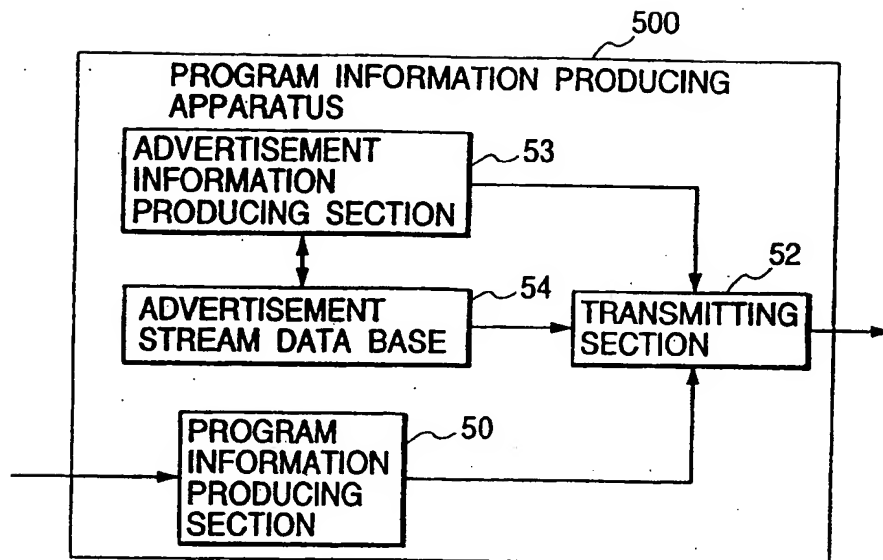 500
PROGRAM INFORMATION PRODUCING
APPARATUS
ADVERTISEMENT
INFORMATION
PRODUCING SECTION
53
ADVERTISEMENT
STREAM DATA BASE
54
52
TRANSMITTING
SECTION
PROGRAM
INFORMATION
PRODUCING
SECTION
50